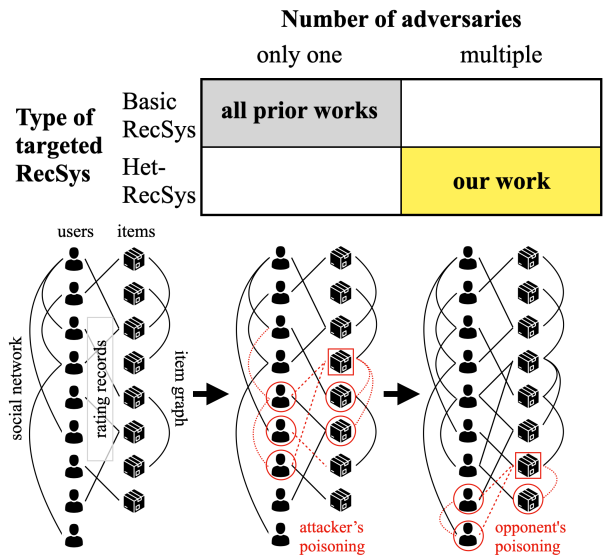 Number of adversaries
only one
multiple
Type of
targeted
RecSys
Basic
RecSys
all prior works
Het-
RecSys
our work
users
items
social network
rating records
item graph
attacker's
poisoning
opponent's
poisoning